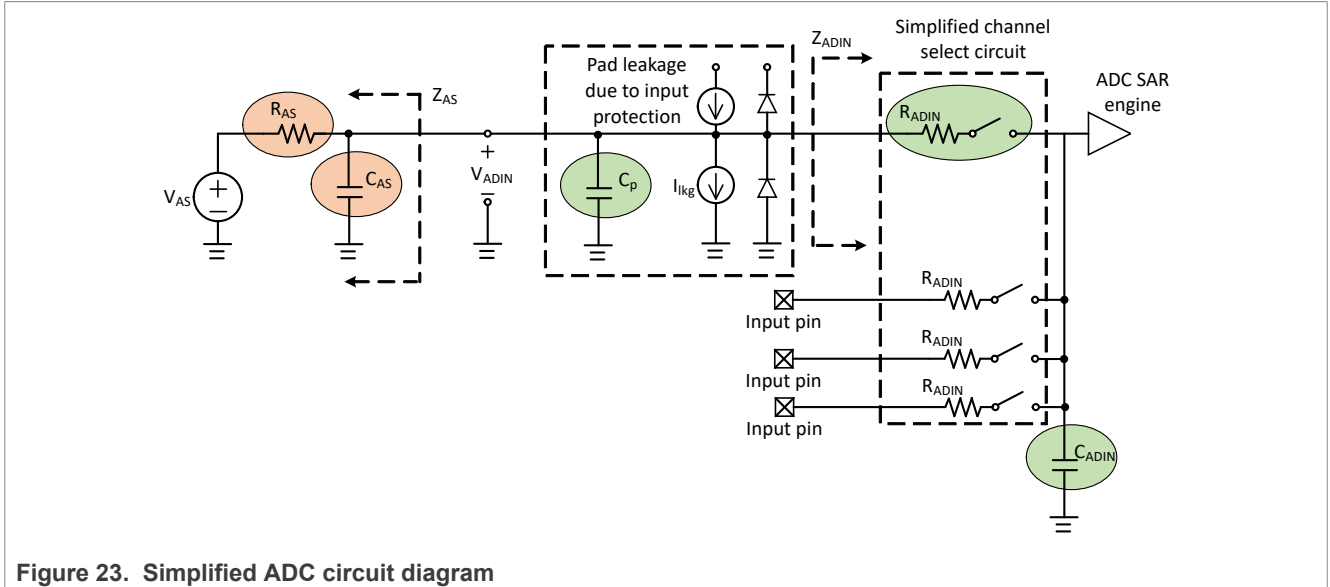 Simplified channel
select circuit
Z_ADIN
Pad leakage
due to input
protection
ADC SAR
engine
Z_AS
R_AS
R_ADIN
+
V_ADIN
−
C_AS
C_p
I_lkg
V_AS
+
−
R_ADIN
Input pin
R_ADIN
Input pin
R_ADIN
Input pin
C_ADIN
Figure 23. Simplified ADC circuit diagram